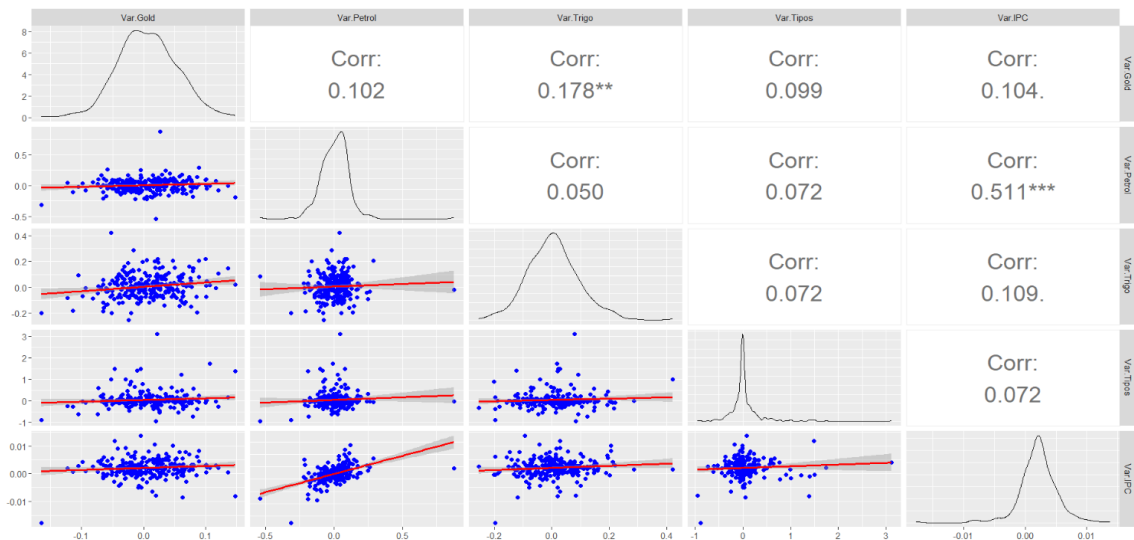 Var.Gold Var.Petrol Var.Trigo Var.Tipos Var.IPC
8
6
4
2
0
Corr:
0.102
Corr:
0.178**
Corr:
0.099
Corr:
0.104.
Var.Gold
0.5
0.0
-0.5
Corr:
0.050
Corr:
0.072
Corr:
0.511***
Var.Petrol
0.4
0.2
0.0
-0.2
Corr:
0.072
Corr:
0.109.
Var.Trigo
3
2
1
0
-1
Corr:
0.072
Var.Tipos
0.01
0.00
-0.01
Var.IPC
-0.1 0.0 0.1 -0.5 0.0 0.5 -0.2 0.0 0.2 0.4 -1 0 1 2 3 -0.01 0.00 0.01